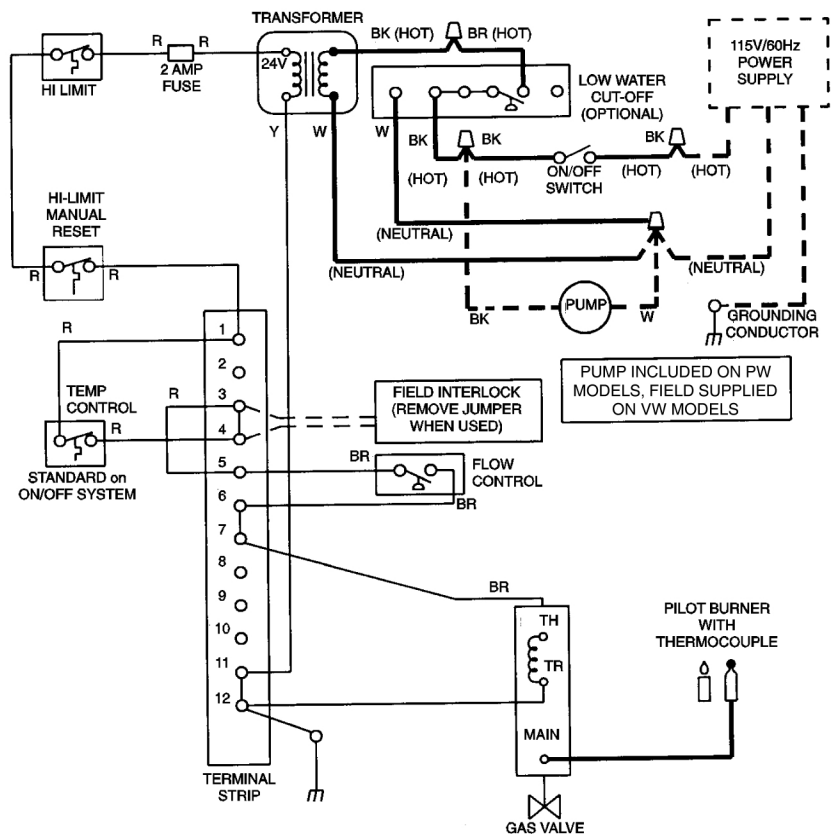 TRANSFORMER
BK (HOT)
BR (HOT)
R
R
2 AMP
FUSE
24V
HI LIMIT
115V/60Hz
POWER
SUPPLY
LOW WATER
CUT-OFF
(OPTIONAL)
Y
W
W
BK
BK
BK
(HOT)
(HOT)
ON/OFF
SWITCH
(HOT)
(HOT)
HI-LIMIT
MANUAL
RESET
(NEUTRAL)
(NEUTRAL)
(NEUTRAL)
R
R
BK
PUMP
W
GROUNDING
CONDUCTOR
R
1
2
3
4
5
6
7
8
9
10
11
12
PUMP INCLUDED ON PW
MODELS, FIELD SUPPLIED
ON VW MODELS
TEMP
CONTROL
R
R
FIELD INTERLOCK
(REMOVE JUMPER
WHEN USED)
STANDARD on
ON/OFF SYSTEM
BR
FLOW
CONTROL
BR
BR
TH
TR
MAIN
PILOT BURNER
WITH
THERMOCOUPLE
TERMINAL
STRIP
GAS VALVE